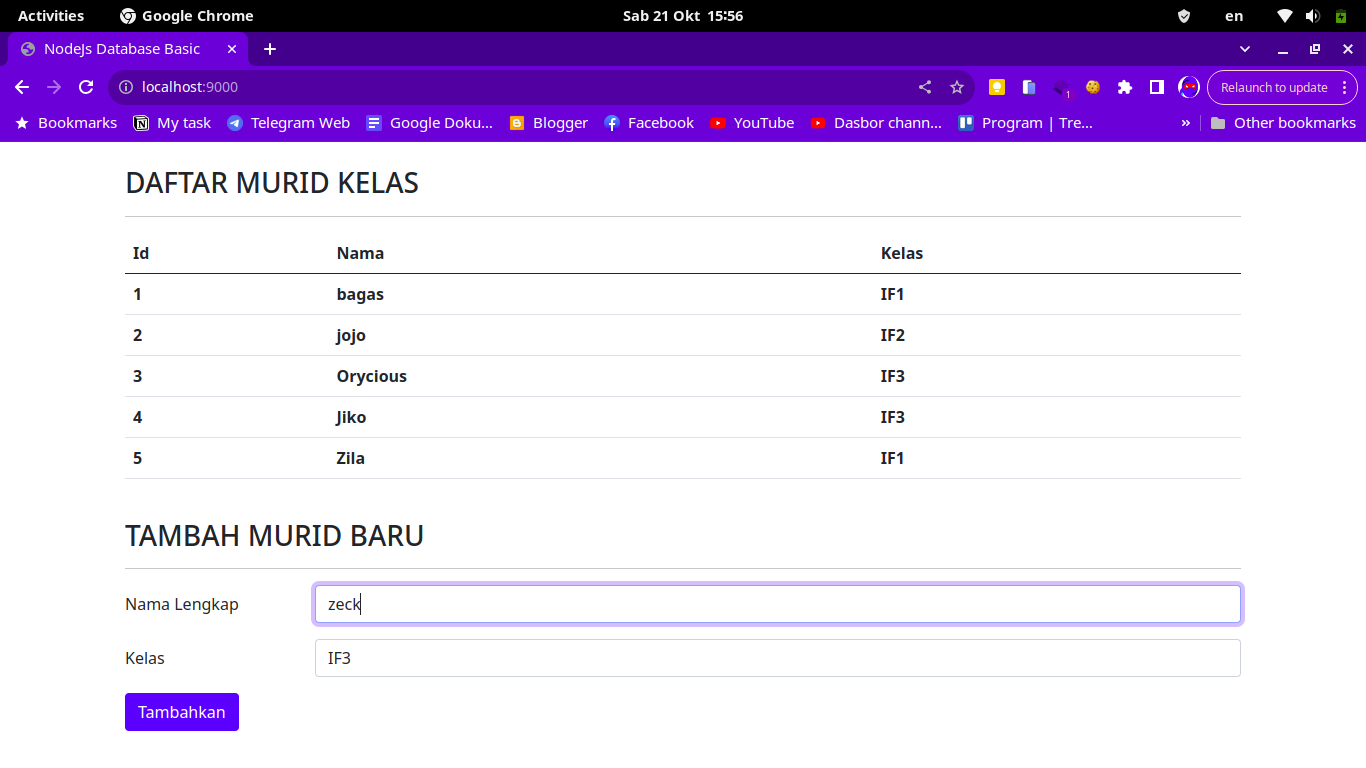 Activities Google Chrome Sab 21 Okt 15:56 en
NodeJs Database Basic
localhost:9000 1 Relaunch to update
Bookmarks My task Telegram Web Google Doku... Blogger Facebook YouTube Dasbor chann... Program | Tre... » Other bookmarks
DAFTAR MURID KELAS
Id Nama Kelas
1 bagas IF1
2 jojo IF2
3 Orycious IF3
4 Jiko IF3
5 Zila IF1
TAMBAH MURID BARU
Nama Lengkap zeck
Kelas IF3
Tambahkan